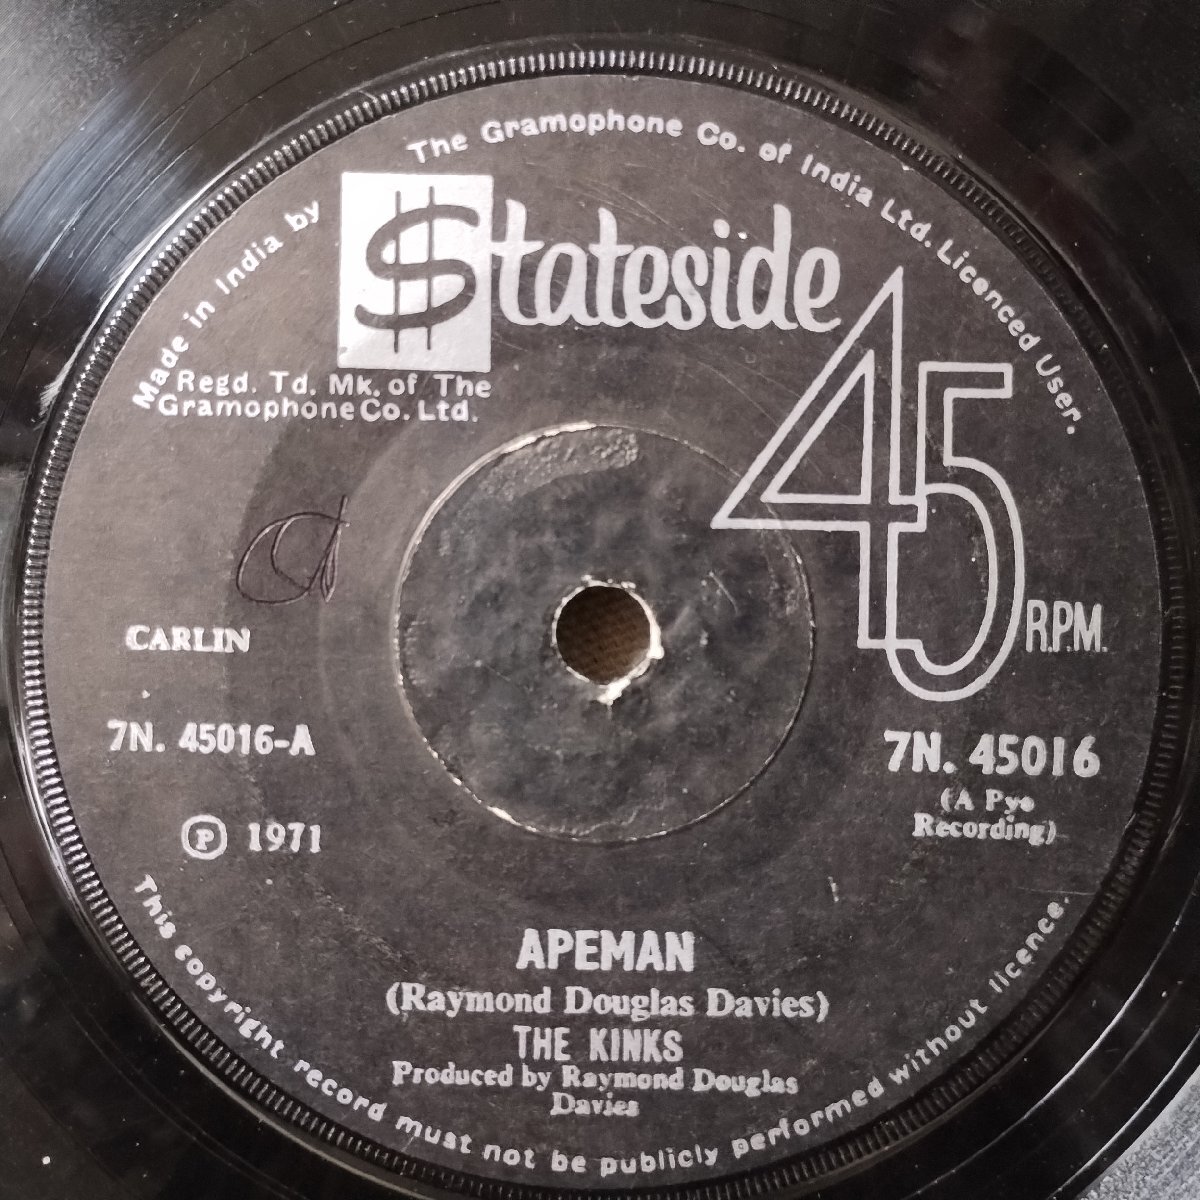 Made in India by The Gramophone Co. of India Ltd. Licenced User.
$tateside
Regd. Td. Mk. of The
Gramophone Co. Ltd.
45 R.P.M.
CARLIN
7N. 45016-A
Ⓟ 1971
7N. 45016
(A Pye
Recording)
APEMAN
(Raymond Douglas Davies)
THE KINKS
Produced by Raymond Douglas
Davies
This copyright record must not be publicly performed without licence.